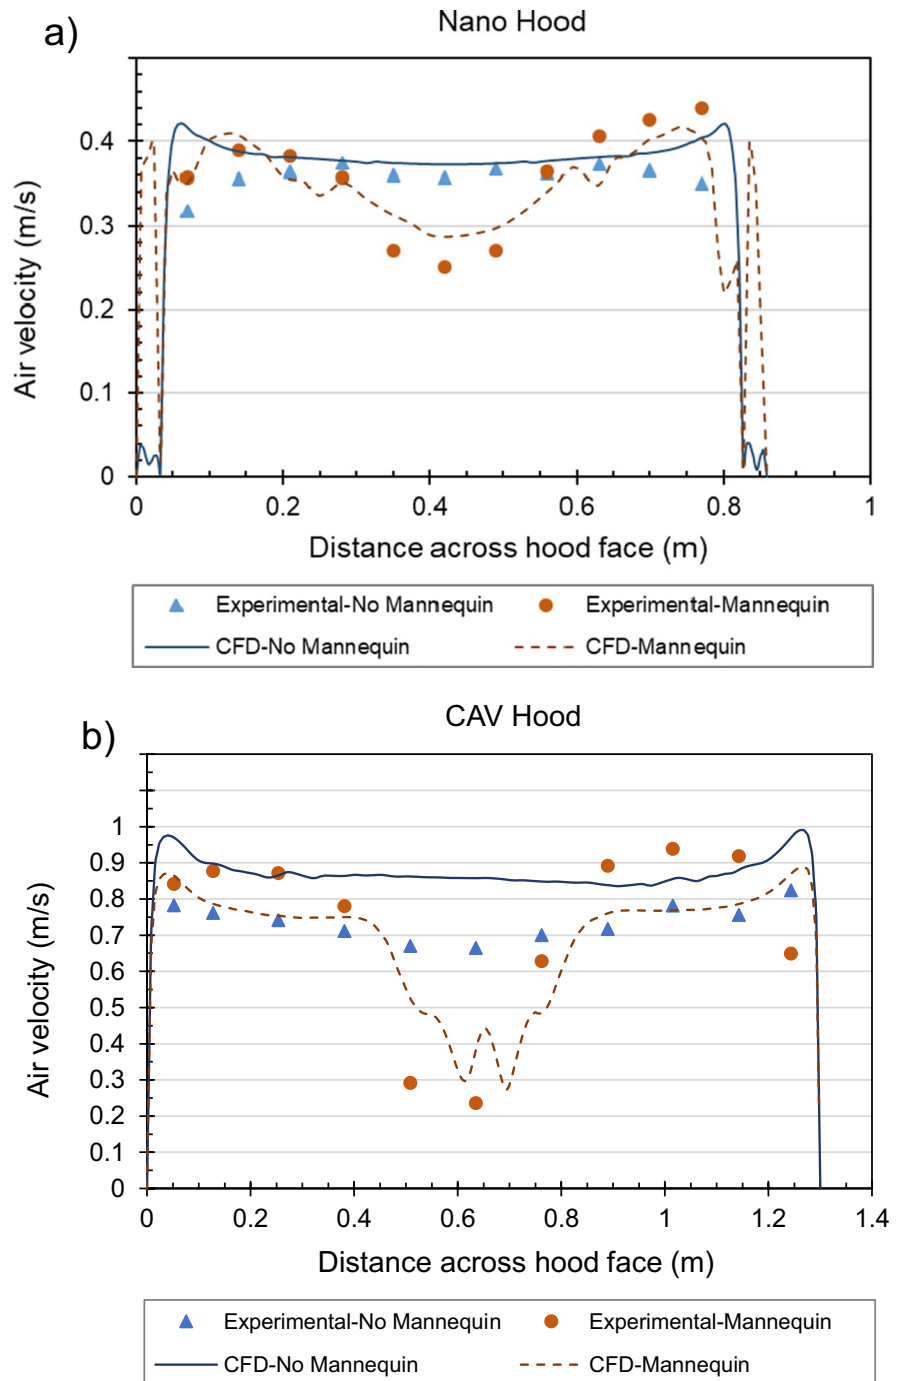 a)
Nano Hood
0.4
0.3
0.2
0.1
0
Air velocity (m/s)
0 0.2 0.4 0.6 0.8 1
Distance across hood face (m)
Experimental-No Mannequin Experimental-Mannequin
CFD-No Mannequin CFD-Mannequin
b)
CAV Hood
1
0.9
0.8
0.7
0.6
0.5
0.4
0.3
0.2
0.1
0
Air velocity (m/s)
0 0.2 0.4 0.6 0.8 1 1.2 1.4
Distance across hood face (m)
Experimental-No Mannequin Experimental-Mannequin
CFD-No Mannequin CFD-Mannequin